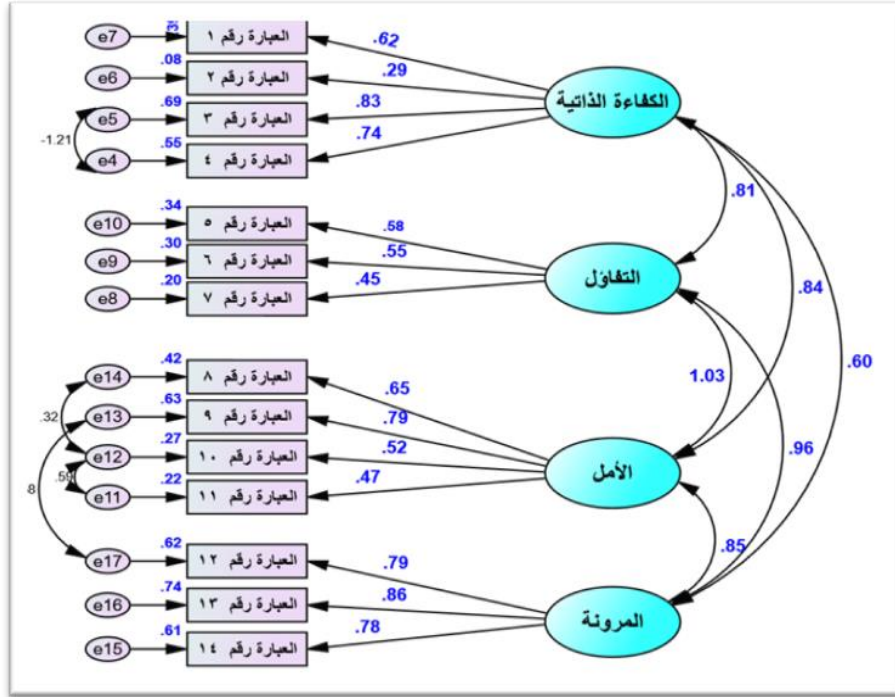 e7 .3 العبارة رقم ١ .62
e6 .08 العبارة رقم ٢ .29 الكفاءة الذاتية
e5 .69 العبارة رقم ٣ .83
-1.21
e4 .55 العبارة رقم ٤ .74
.81
e10 .34 العبارة رقم ٥ .58
e9 .30 العبارة رقم ٦ .55 التفاؤل
e8 .20 العبارة رقم ٧ .45
.84
.60
1.03
e14 .42 العبارة رقم ٨ .65
.32
e13 .63 العبارة رقم ٩ .79
e12 .27 العبارة رقم ١٠ .52 الأمل
.96
8 .59
e11 .22 العبارة رقم ١١ .47
.85
e17 .62 العبارة رقم ١٢ .79
e16 .74 العبارة رقم ١٣ .86 المرونة
e15 .61 العبارة رقم ١٤ .78